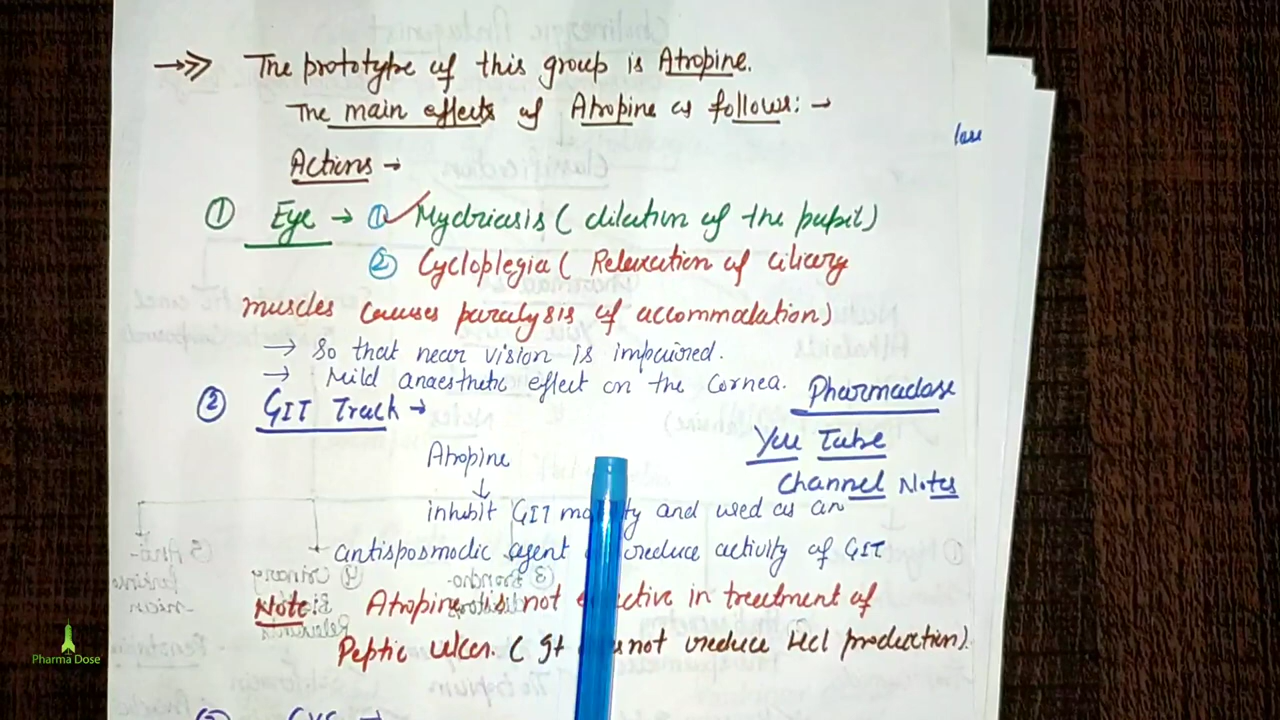 →≫ The prototype of this group is Atropine.
The main effects of Atropine as follows: →
Actions →
① Eye → ① Mydriasis ( dilution of the pupil)
② Cycloplegia ( Relaxation of ciliary
muscles causes paralysis of accommodation)
→ So that near vision is impaired.
→ Mild anaesthetic effect on the Cornea.
Pharmadose
You Tube
Channel Notes
② GIT Track →
Atropine
↓
inhibit GIT and used as an
antispasmodic agent reduce activity of GIT
Note: Atropine is not in treatment of
Peptic ulcer. ( It not reduce Hcl production).
CVS →
Pharma Dose